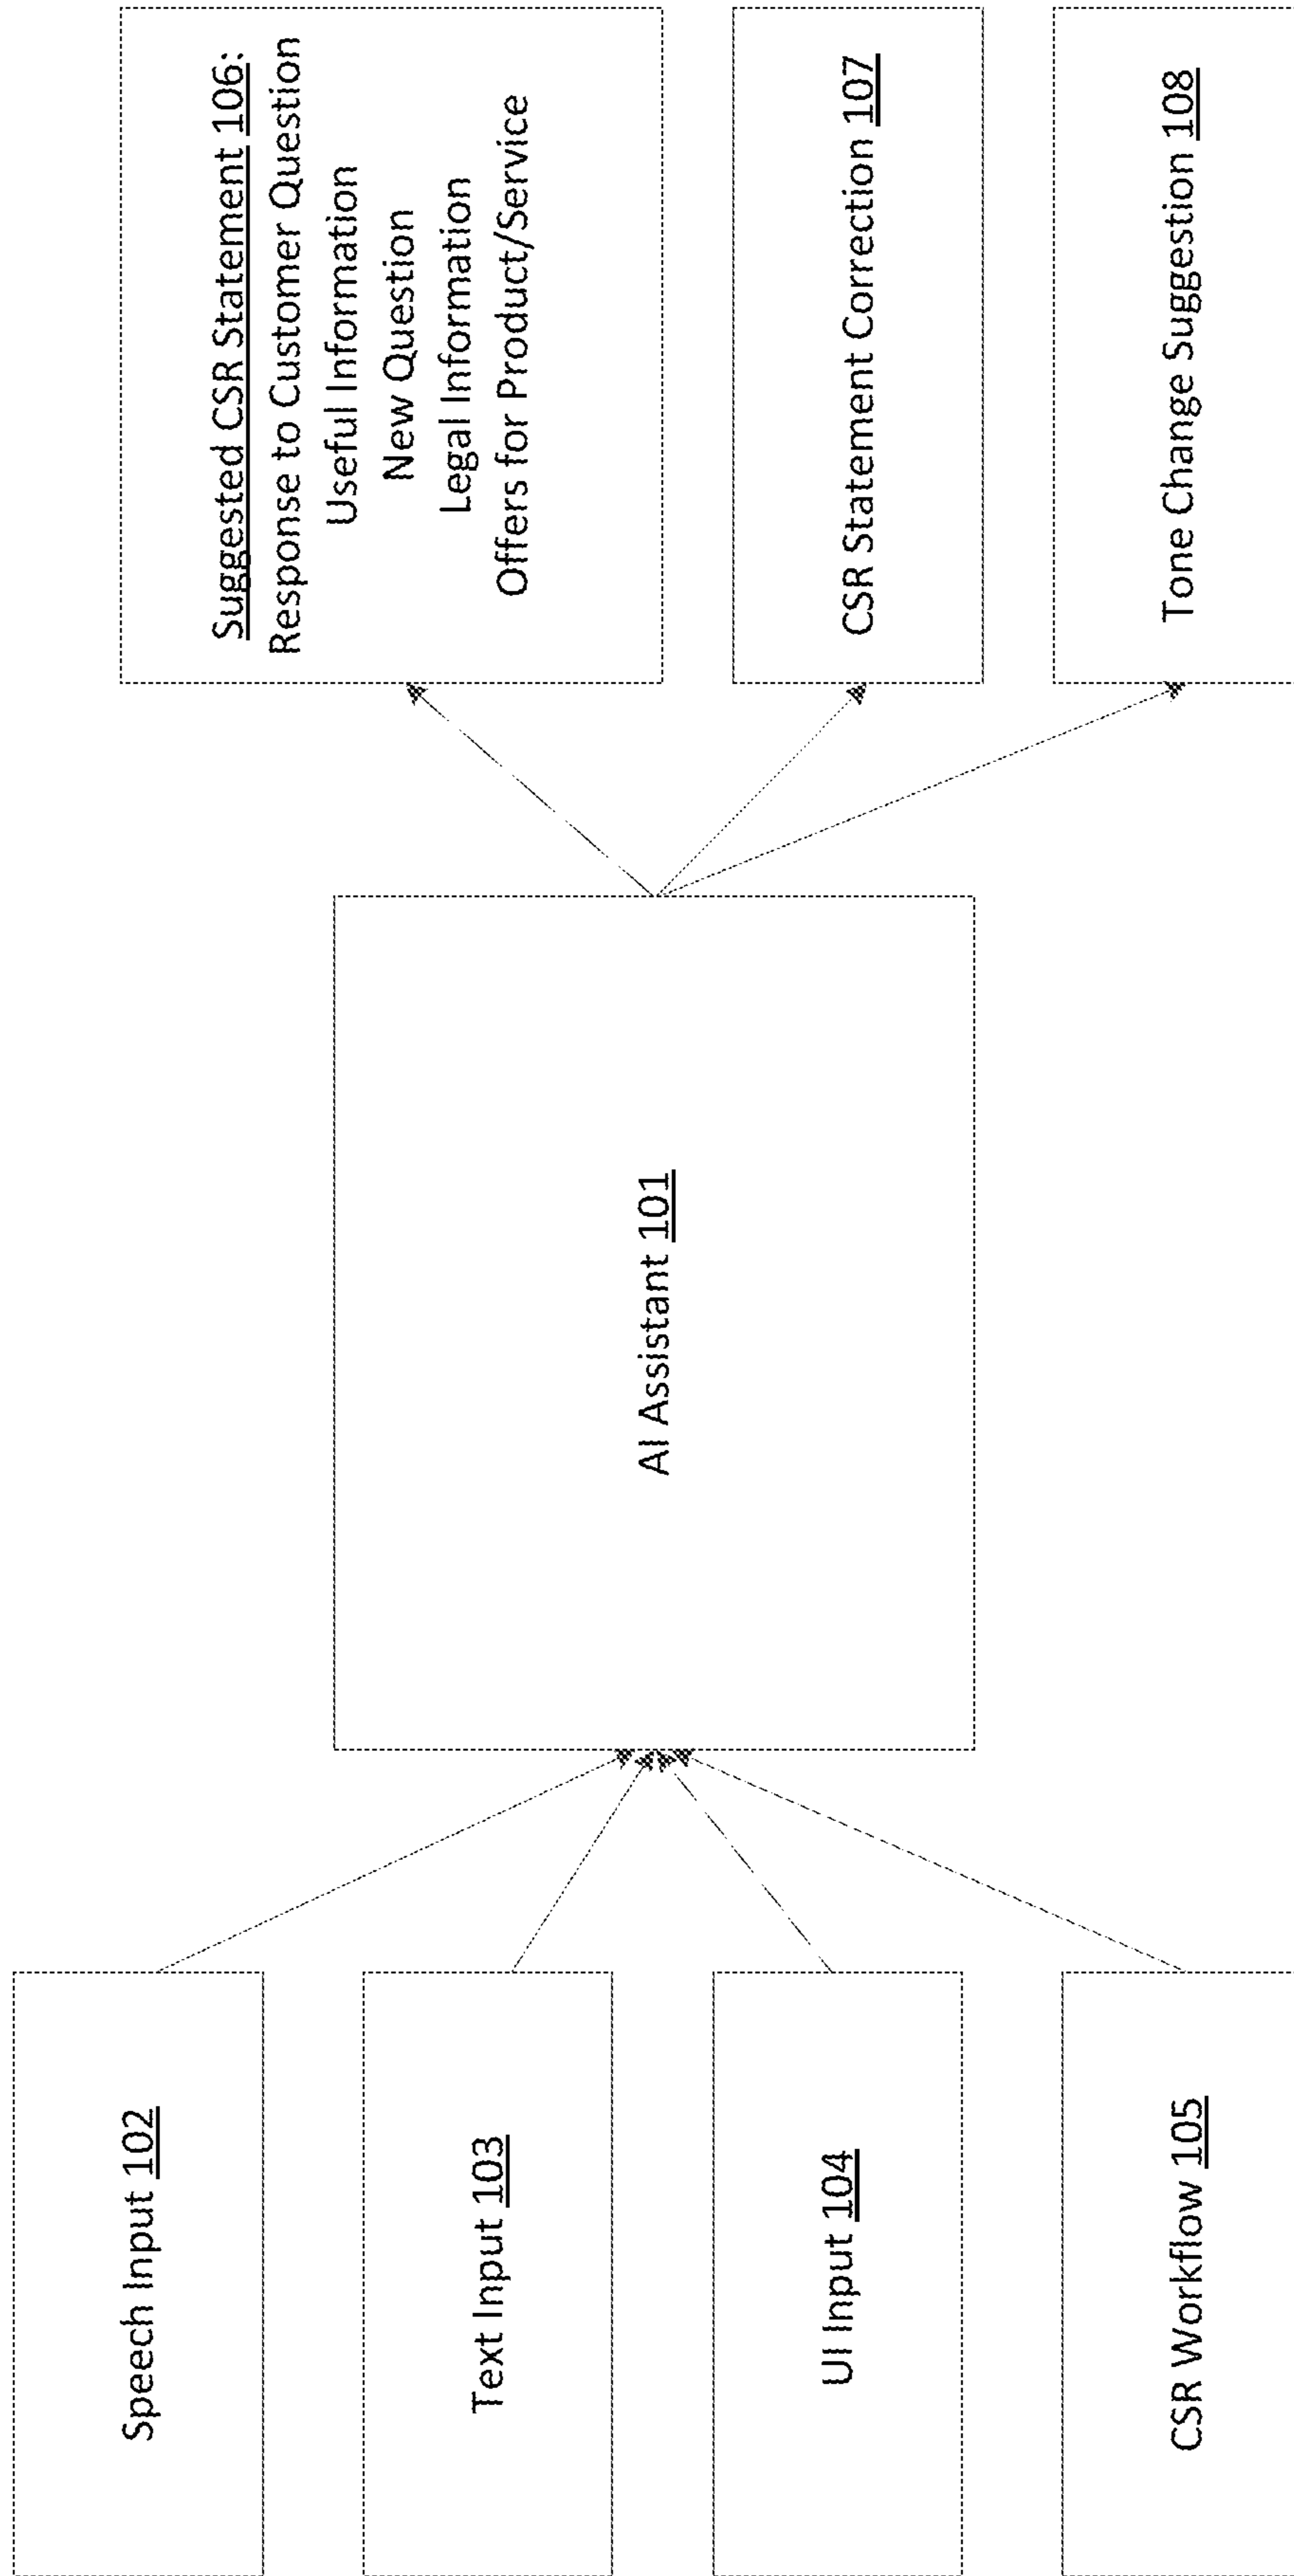 Speech Input 102
Text Input 103
UI Input 104
CSR Workflow 105
AI Assistant 101
Suggested CSR Statement 106:
Response to Customer Question
Useful Information
New Question
Legal Information
Offers for Product/Service
CSR Statement Correction 107
Tone Change Suggestion 108